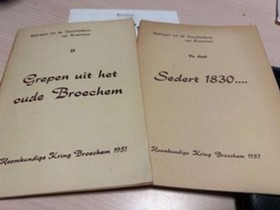 Bijdragen tot de Geschiedenis
van Broechem
II
Grepen uit het
oude Broechem
Heemkundige Kring Broechem 1951
Bijdragen tot de Geschiedenis
van Broechem
Ve deel
Sedert 1830....
Heemkundige Kring Broechem 1957